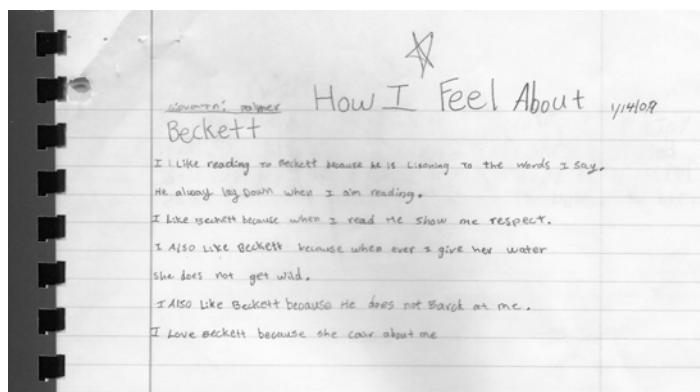 Giovanni Palmer How I Feel About 1/14/09
Beckett
I Like reading to Beckett because he is Lisoning to the words I say.
He alway lay Down when I am reading.
I Like Beckett because when I read He show me respect.
I Also Like Beckett because when ever I give her water
she does not get wild.
I Also Like Beckett because He does not Barck at me.
I Love Beckett because she caar about me